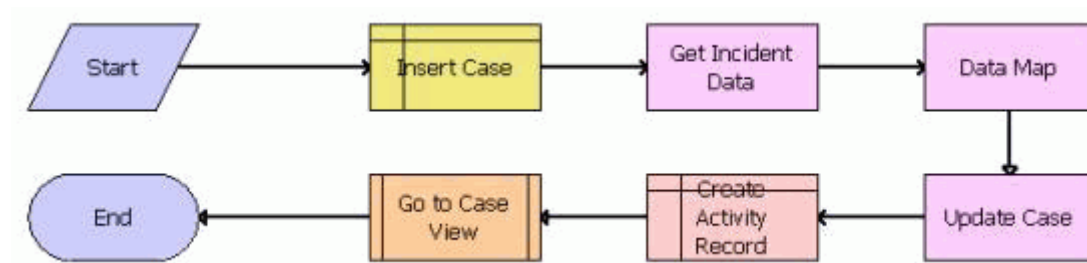 Start
Insert Case
Get Incident
Data
Data Map
End
Go to Case
View
Create
Activity
Record
Update Case